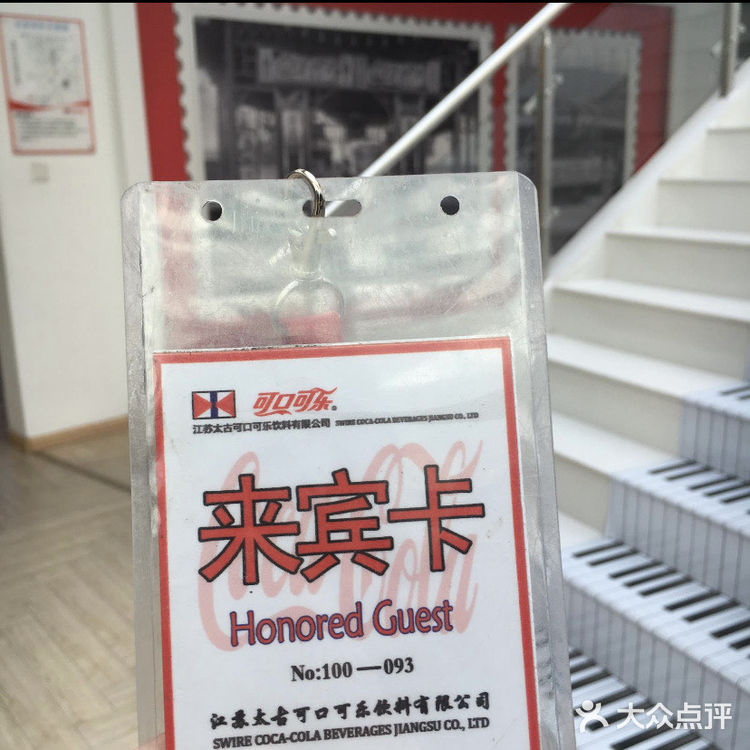 可口可乐®
江苏太古可口可乐饮料有限公司 SWIRE COCA-COLA BEVERAGES JIANGSU CO., LTD
Coca Cola
来宾卡
Honored Guest
No:100—093
江苏太古可口可乐饮料有限公司
SWIRE COCA-COLA BEVERAGES JIANGSU CO., LTD
大众点评